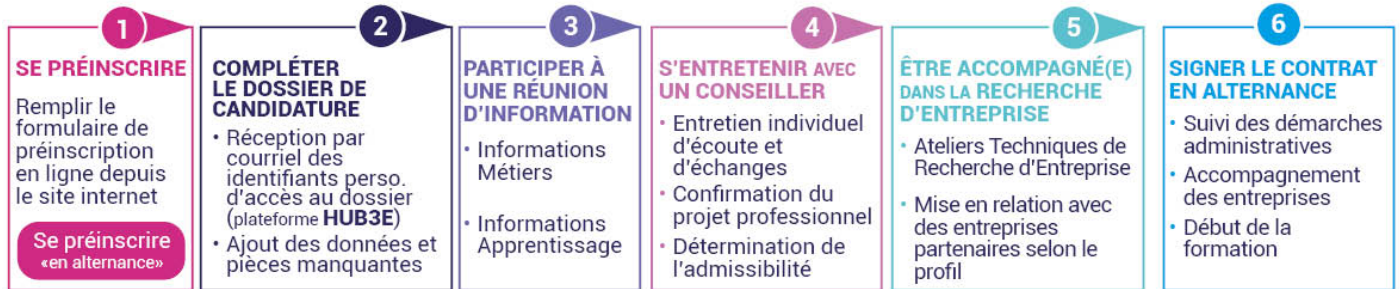 1
SE PRÉINSCRIRE
Remplir le
formulaire de
préinscription
en ligne depuis
le site internet
Se préinscrire
«en alternance»
2
COMPLÉTER
LE DOSSIER DE
CANDIDATURE
• Réception par
courriel des
identifiants perso.
d'accès au dossier
(plateforme HUB3E)
• Ajout des données et
pièces manquantes
3
PARTICIPER À
UNE RÉUNION
D'INFORMATION
• Informations
Métiers
• Informations
Apprentissage
4
S'ENTRETENIR AVEC
UN CONSEILLER
• Entretien individuel
d'écoute et
d'échanges
• Confirmation du
projet professionnel
• Détermination de
l'admissibilité
5
ÊTRE ACCOMPAGNÉ(E)
DANS LA RECHERCHE
D'ENTREPRISE
• Ateliers Techniques de
Recherche d'Entreprise
• Mise en relation avec
des entreprises
partenaires selon le
profil
6
SIGNER LE CONTRAT
EN ALTERNANCE
• Suivi des démarches
administratives
• Accompagnement
des entreprises
• Début de la
formation